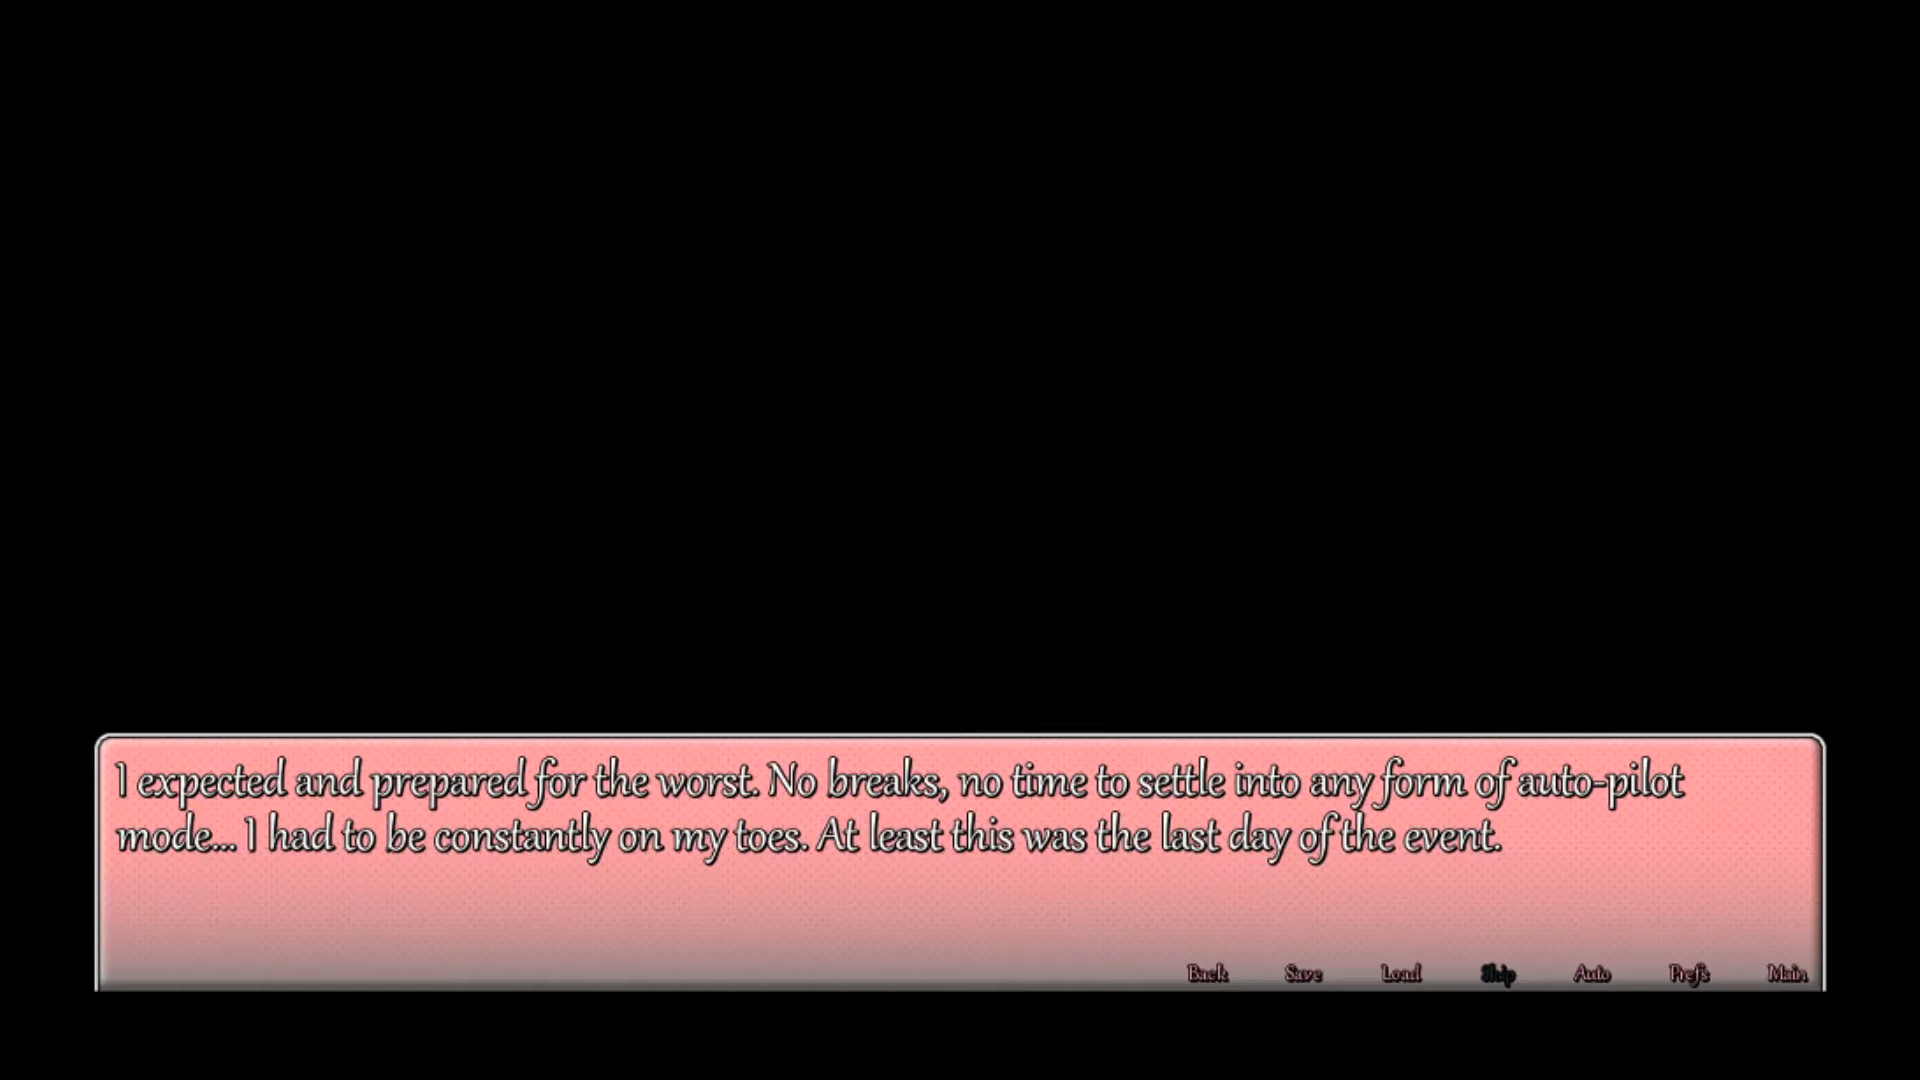 I expected and prepared for the worst. No breaks, no time to settle into any form of auto-pilot
mode... I had to be constantly on my toes. At least this was the last day of the event.
Back Save Load Skip Auto Prefs Main